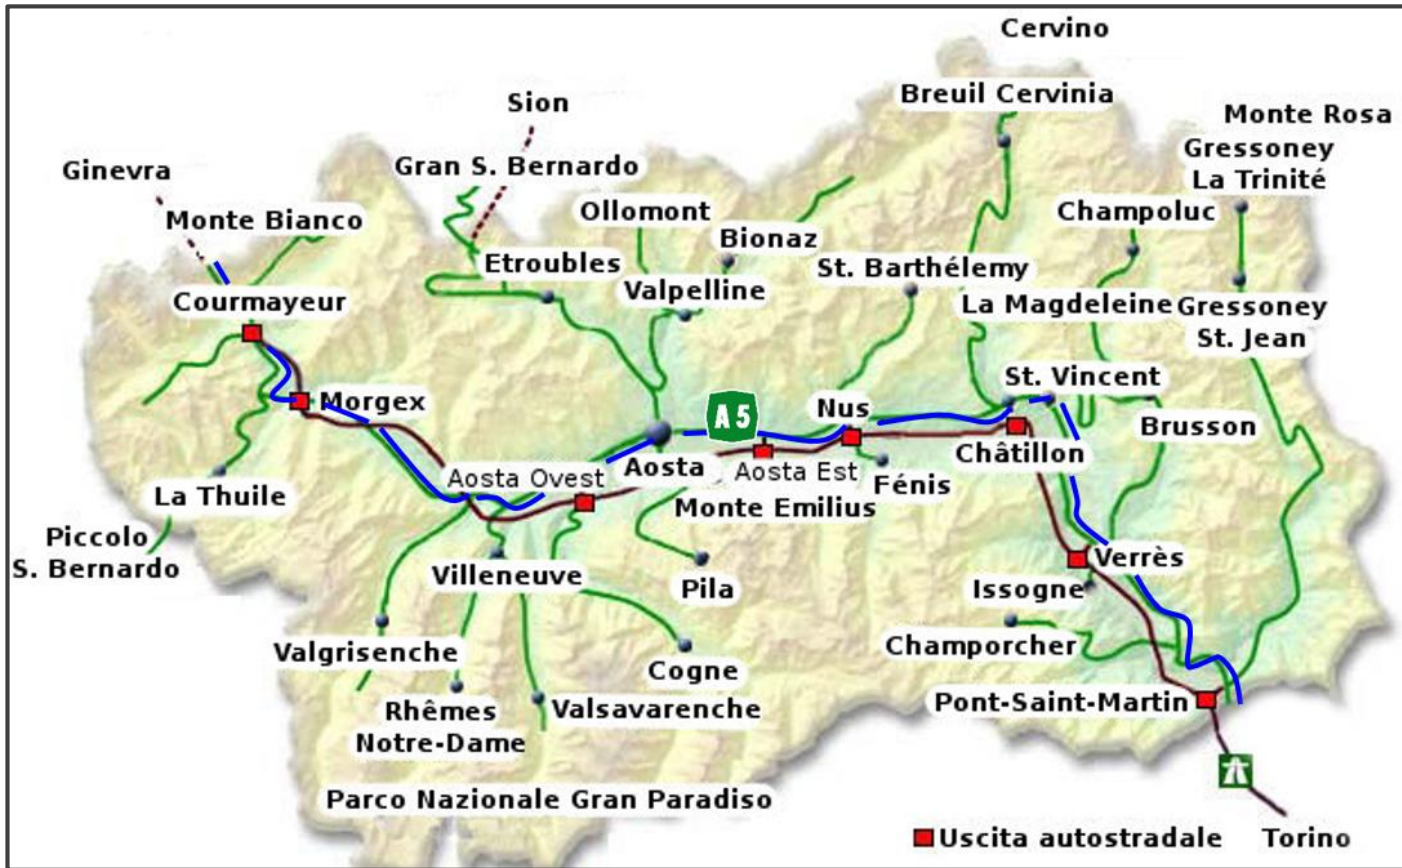 Cervino
Breuil Cervinia
Sion
Monte Rosa
Gressoney
La Trinité
Gran S. Bernardo
Ginevra
Monte Bianco
Ollomont
Champoluc
Bionaz
Etroubles
St. Barthélemy
Valpelline
Courmayeur
La Magdeleine
Gressoney
St. Jean
St. Vincent
Morgex
A5
Nus
Brusson
Châtillon
Aosta Ovest
Aosta
Aosta Est
Fénis
La Thuile
Monte Emilius
Piccolo
S. Bernardo
Verrès
Villeneuve
Pila
Issogne
Champorcher
Valgrisenche
Cogne
Pont-Saint-Martin
Rhêmes
Notre-Dame
Valsavarenche
Parco Nazionale Gran Paradiso
Uscita autostradale
Torino